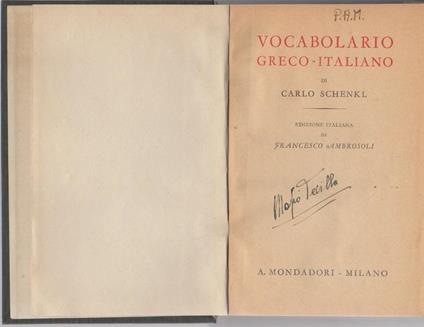 P.A.M.
VOCABOLARIO
GRECO-ITALIANO
DI
CARLO SCHENKL
EDIZIONE ITALIANA
DI
FRANCESCO AMBROSOLI
A. MONDADORI - MILANO